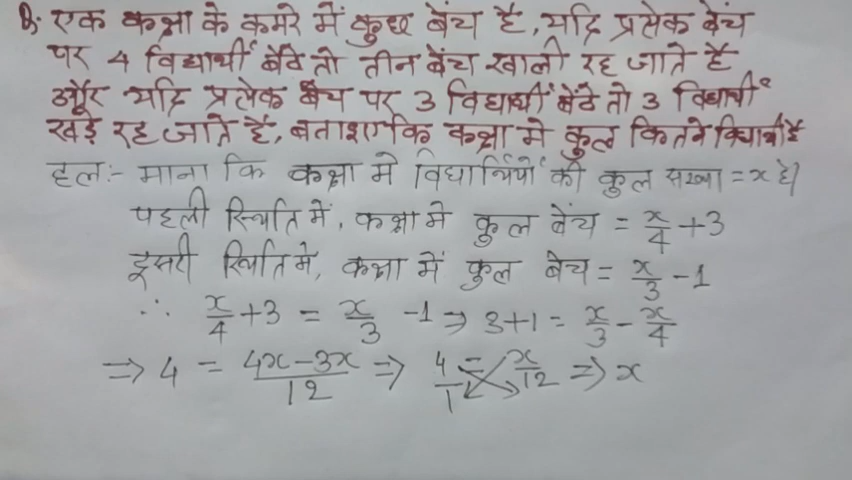 Q. एक कक्षा के कमरे में कुछ बेंच है, यदि प्रत्येक बेंच
पर 4 विद्यार्थी बैठे तो तीन बेंच खाली रह जाते है
और यदि प्रत्येक बेंच पर 3 विद्यार्थी बैठे तो 3 विद्यार्थी
खड़े रह जाते है, बताइए कि कक्षा मे कुल कितने विद्यार्थी है
हल:- माना कि कक्षा मे विद्यार्थियों की कुल संख्या = x है।
पहली स्थिति में, कक्षा मे कुल बेंच = x/4 + 3
दूसरी स्थिति मे, कक्षा में कुल बेंच = x/3 - 1
∴ x/4 + 3 = x/3 - 1 ⇒ 3+1 = x/3 - x/4
⇒ 4 = 4x-3x/12 ⇒ 4/1 = x/12 ⇒ x